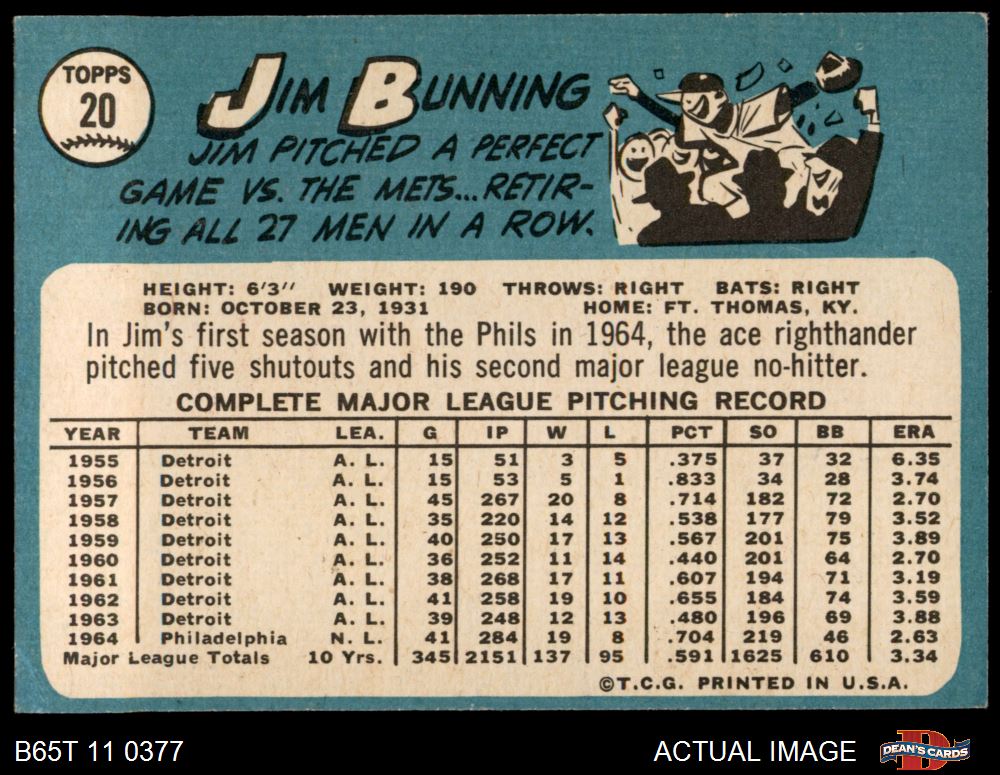 TOPPS
20
JIM BUNNING
JIM PITCHED A PERFECT
GAME VS. THE METS...RETIR-
ING ALL 27 MEN IN A ROW.
HEIGHT: 6'3" WEIGHT: 190 THROWS: RIGHT BATS: RIGHT
BORN: OCTOBER 23, 1931 HOME: FT. THOMAS, KY.
In Jim's first season with the Phils in 1964, the ace righthander
pitched five shutouts and his second major league no-hitter.
COMPLETE MAJOR LEAGUE PITCHING RECORD
YEAR TEAM LEA. G IP W L PCT SO BB ERA
1955 Detroit A. L. 15 51 3 5 .375 37 32 6.35
1956 Detroit A. L. 15 53 5 1 .833 34 28 3.74
1957 Detroit A. L. 45 267 20 8 .714 182 72 2.70
1958 Detroit A. L. 35 220 14 12 .538 177 79 3.52
1959 Detroit A. L. 40 250 17 13 .567 201 75 3.89
1960 Detroit A. L. 36 252 11 14 .440 201 64 2.70
1961 Detroit A. L. 38 268 17 11 .607 194 71 3.19
1962 Detroit A. L. 41 258 19 10 .655 184 74 3.59
1963 Detroit A. L. 39 248 12 13 .480 196 69 3.88
1964 Philadelphia N. L. 41 284 19 8 .704 219 46 2.63
Major League Totals 10 Yrs. 345 2151 137 95 .591 1625 610 3.34
©T.C.G. PRINTED IN U.S.A.
B65T 11 0377 ACTUAL IMAGE DEAN'S CARDS